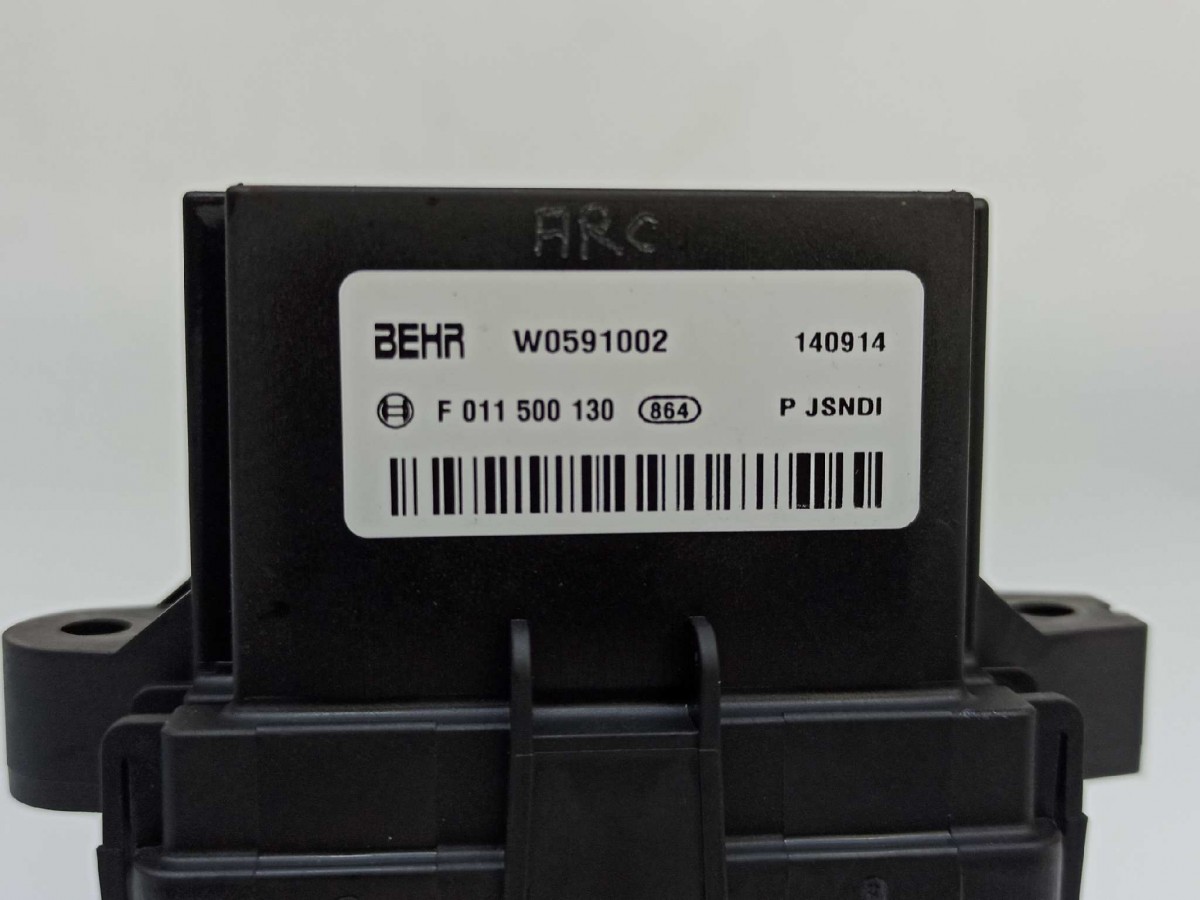 ARC
BEHR W0591002 140914
F 011 500 130 864 P JSNDI